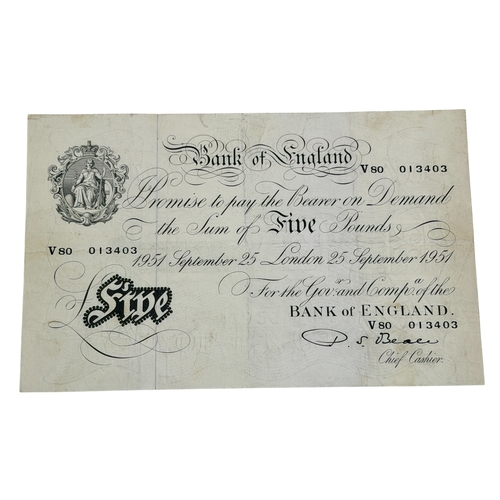 Bank of England
V80 013403
I Promise to pay the Bearer on Demand
the Sum of Five Pounds
V80 013403
1951 September 25 London 25 September 1951
For the Govr. and Compa. of the
BANK of ENGLAND.
£Five
V80 013403
P. S. Beale
Chief Cashier.